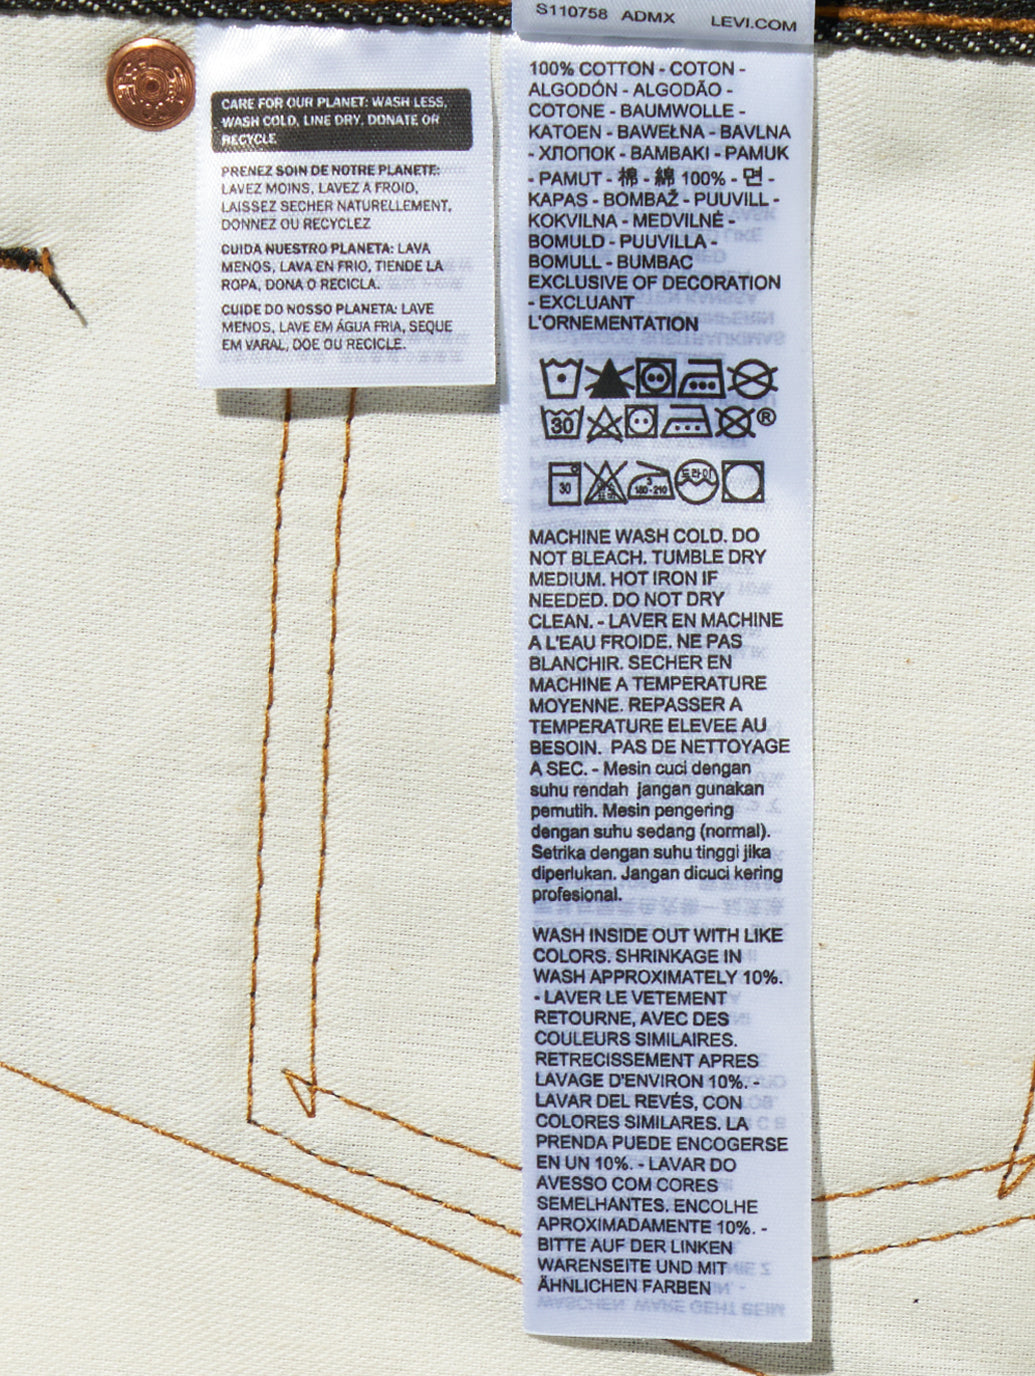 CARE FOR OUR PLANET: WASH LESS,
WASH COLD, LINE DRY, DONATE OR
RECYCLE
PRENEZ SOIN DE NOTRE PLANETE:
LAVEZ MOINS, LAVEZ A FROID,
LAISSEZ SECHER NATURELLEMENT,
DONNEZ OU RECYCLEZ
CUIDA NUESTRO PLANETA: LAVA
MENOS, LAVA EN FRIO, TIENDE LA
ROPA, DONA O RECICLA.
CUIDE DO NOSSO PLANETA: LAVE
MENOS, LAVE EM ÁGUA FRIA, SEQUE
EM VARAL, DOE OU RECICLE.
S110758 ADMX LEVI.COM
100% COTTON - COTON -
ALGODÓN - ALGODÃO -
COTONE - BAUMWOLLE -
KATOEN - BAWEŁNA - BAVLNA
- ХЛОПОК - BAMBAKI - PAMUK
- PAMUT - 棉 - 綿 100% - 면 -
KAPAS - BOMBAŽ - PUUVILL -
KOKVILNA - MEDVILNĖ -
BOMULD - PUUVILLA -
BOMULL - BUMBAC
EXCLUSIVE OF DECORATION
- EXCLUANT
L'ORNEMENTATION
30 ®
30 3 180-210 드라이
MACHINE WASH COLD. DO
NOT BLEACH. TUMBLE DRY
MEDIUM. HOT IRON IF
NEEDED. DO NOT DRY
CLEAN. - LAVER EN MACHINE
A L'EAU FROIDE. NE PAS
BLANCHIR. SECHER EN
MACHINE A TEMPERATURE
MOYENNE. REPASSER A
TEMPERATURE ELEVEE AU
BESOIN. PAS DE NETTOYAGE
A SEC. - Mesin cuci dengan
suhu rendah jangan gunakan
pemutih. Mesin pengering
dengan suhu sedang (normal).
Setrika dengan suhu tinggi jika
diperlukan. Jangan dicuci kering
profesional.
WASH INSIDE OUT WITH LIKE
COLORS. SHRINKAGE IN
WASH APPROXIMATELY 10%.
- LAVER LE VETEMENT
RETOURNE, AVEC DES
COULEURS SIMILAIRES.
RETRECISSEMENT APRES
LAVAGE D'ENVIRON 10%. -
LAVAR DEL REVÉS, CON
COLORES SIMILARES. LA
PRENDA PUEDE ENCOGERSE
EN UN 10%. - LAVAR DO
AVESSO COM CORES
SEMELHANTES. ENCOLHE
APROXIMADAMENTE 10%. -
BITTE AUF DER LINKEN
WARENSEITE UND MIT
ÄHNLICHEN FARBEN